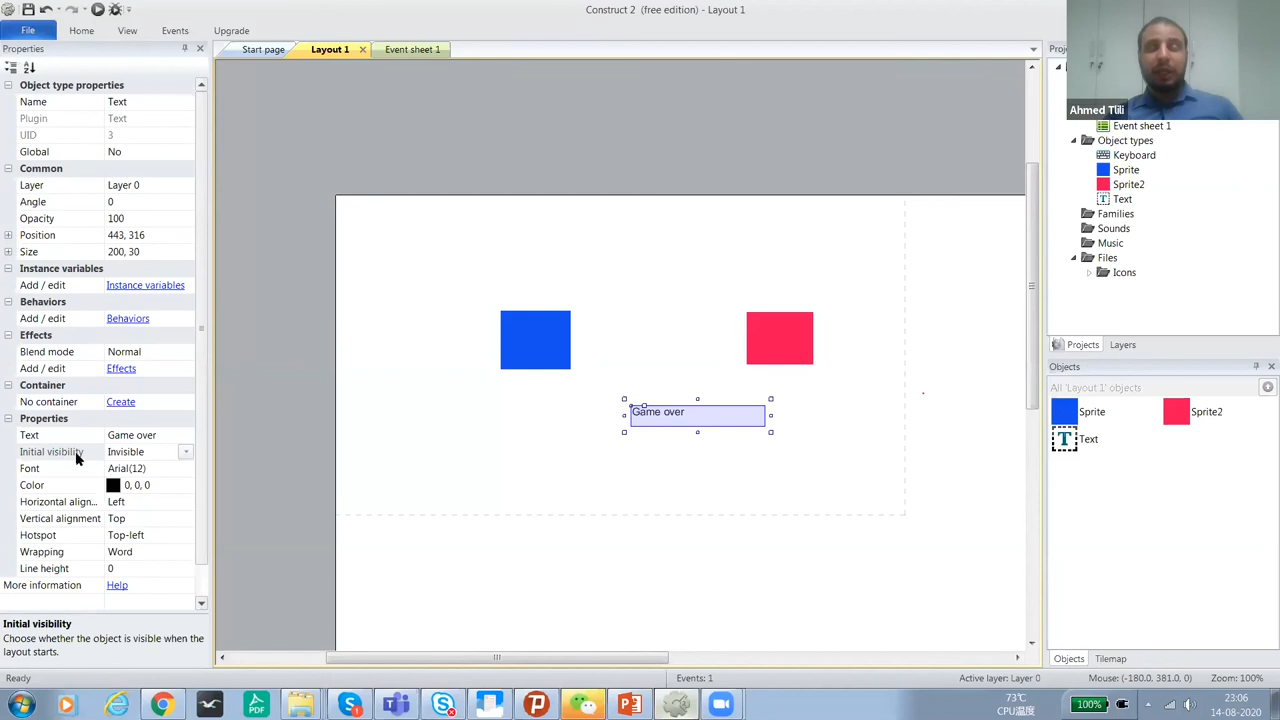 Construct 2 (free edition) - Layout 1
File Home View Events Upgrade
Properties
Start page Layout 1 Event sheet 1
Ahmed Tlili
Object type properties
Name Text
Plugin Text
UID 3
Global No
Common
Layer Layer 0
Angle 0
Opacity 100
Position 443, 316
Size 200, 30
Instance variables
Add / edit Instance variables
Behaviors
Add / edit Behaviors
Effects
Blend mode Normal
Add / edit Effects
Container
No container Create
Properties
Text Game over
Initial visibility Invisible
Font Arial(12)
Color 0, 0, 0
Horizontal align... Left
Vertical alignment Top
Hotspot Top-left
Wrapping Word
Line height 0
More information Help
Initial visibility
Choose whether the object is visible when the
layout starts.
Game over
Event sheet 1
Object types
Keyboard
Sprite
Sprite2
Text
Families
Sounds
Music
Files
Icons
Projects Layers
Objects
All 'Layout 1' objects
Sprite Sprite2
Text
Objects Tilemap
Ready Events: 1 Active layer: Layer 0 Mouse: (-180.0, 381.0, 0) Zoom: 100%
73℃
CPU温度
100%
23:06
14-08-2020